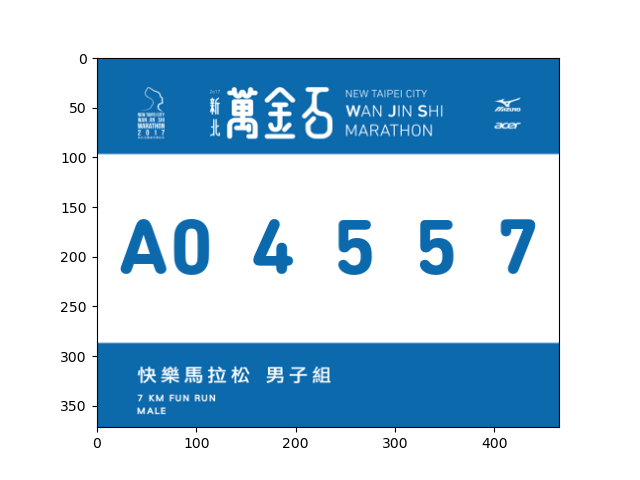 NEW TAIPEI CITY
WAN JIN SHI
MARATHON
2017
新北
萬金石
NEW TAIPEI CITY
WAN JIN SHI
MARATHON
MIZUNO
acer
A0 4 5 5 7
快樂馬拉松 男子組
7 KM FUN RUN
MALE
0
50
100
150
200
250
300
350
0
100
200
300
400